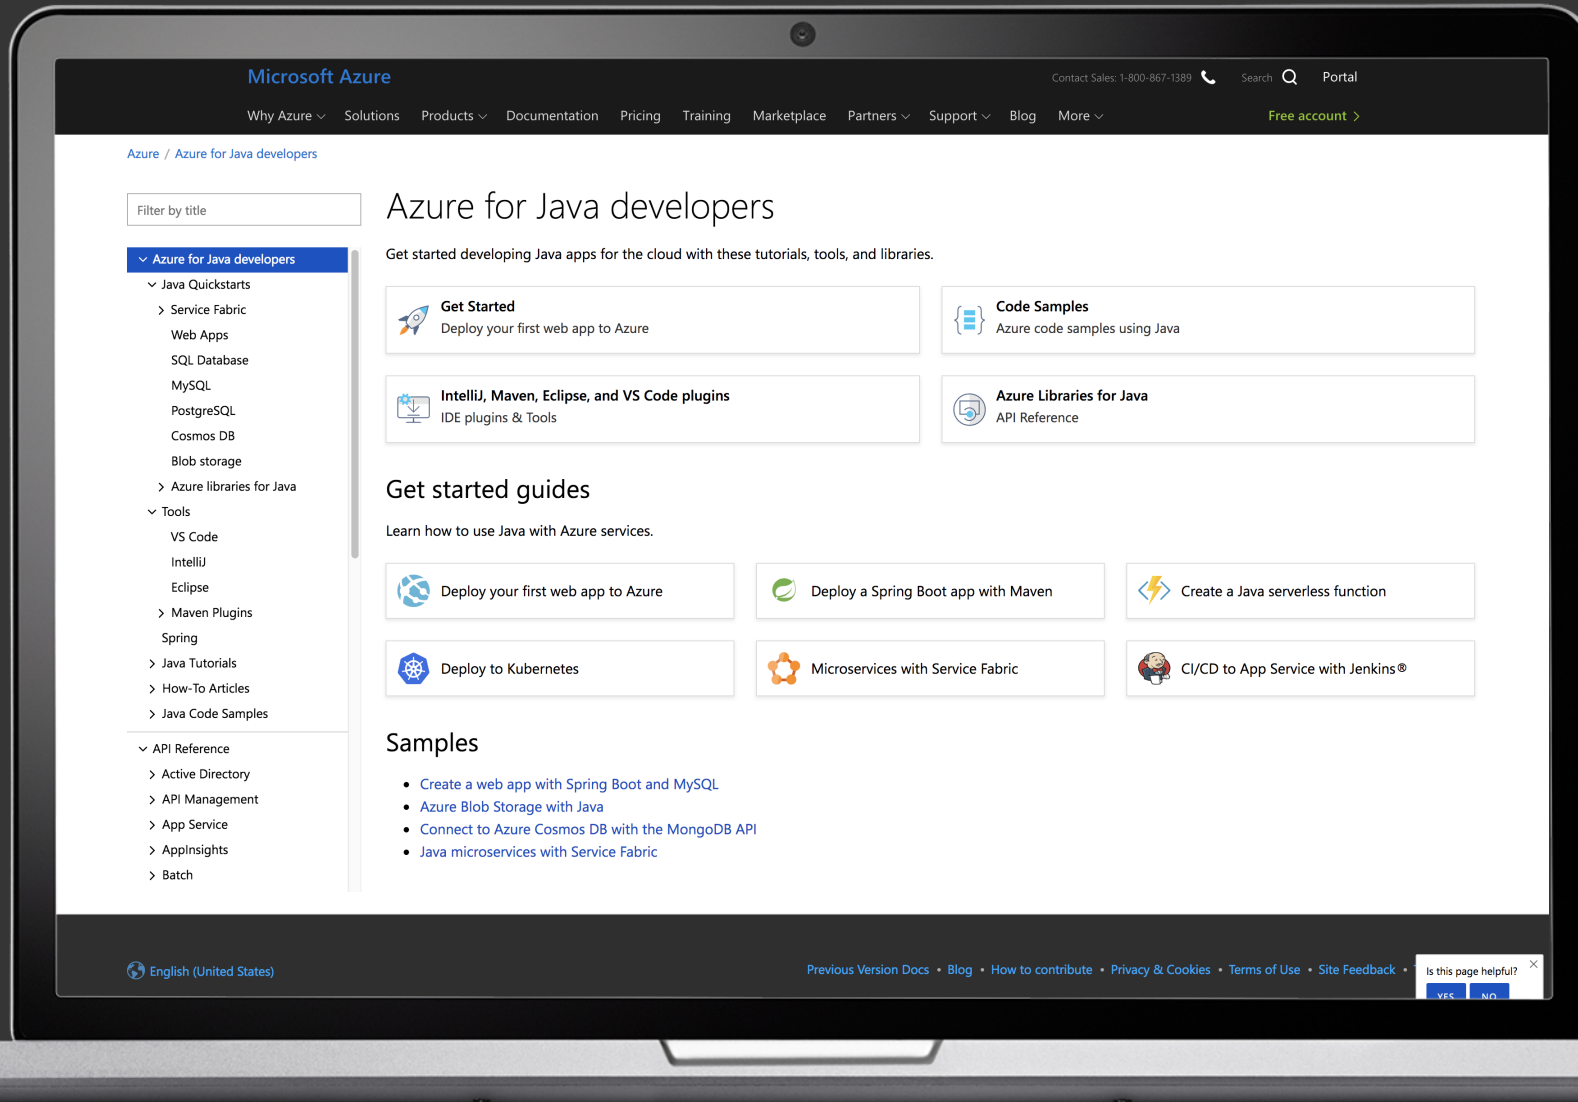 Microsoft Azure
Contact Sales: 1-800-867-1389
Search
Portal
Why Azure
Solutions
Products
Documentation
Pricing
Training
Marketplace
Partners
Support
Blog
More
Free account
Azure / Azure for Java developers
Filter by title
Azure for Java developers
Java Quickstarts
Service Fabric
Web Apps
SQL Database
MySQL
PostgreSQL
Cosmos DB
Blob storage
Azure libraries for Java
Tools
VS Code
IntelliJ
Eclipse
Maven Plugins
Spring
Java Tutorials
How-To Articles
Java Code Samples
API Reference
Active Directory
API Management
App Service
AppInsights
Batch
Azure for Java developers
Get started developing Java apps for the cloud with these tutorials, tools, and libraries.
Get Started
Deploy your first web app to Azure
Code Samples
Azure code samples using Java
IntelliJ, Maven, Eclipse, and VS Code plugins
IDE plugins & Tools
Azure Libraries for Java
API Reference
Get started guides
Learn how to use Java with Azure services.
Deploy your first web app to Azure
Deploy a Spring Boot app with Maven
Create a Java serverless function
Deploy to Kubernetes
Microservices with Service Fabric
CI/CD to App Service with Jenkins®
Samples
• Create a web app with Spring Boot and MySQL
• Azure Blob Storage with Java
• Connect to Azure Cosmos DB with the MongoDB API
• Java microservices with Service Fabric
English (United States)
Previous Version Docs • Blog • How to contribute • Privacy & Cookies • Terms of Use • Site Feedback •
Is this page helpful?
YES
NO